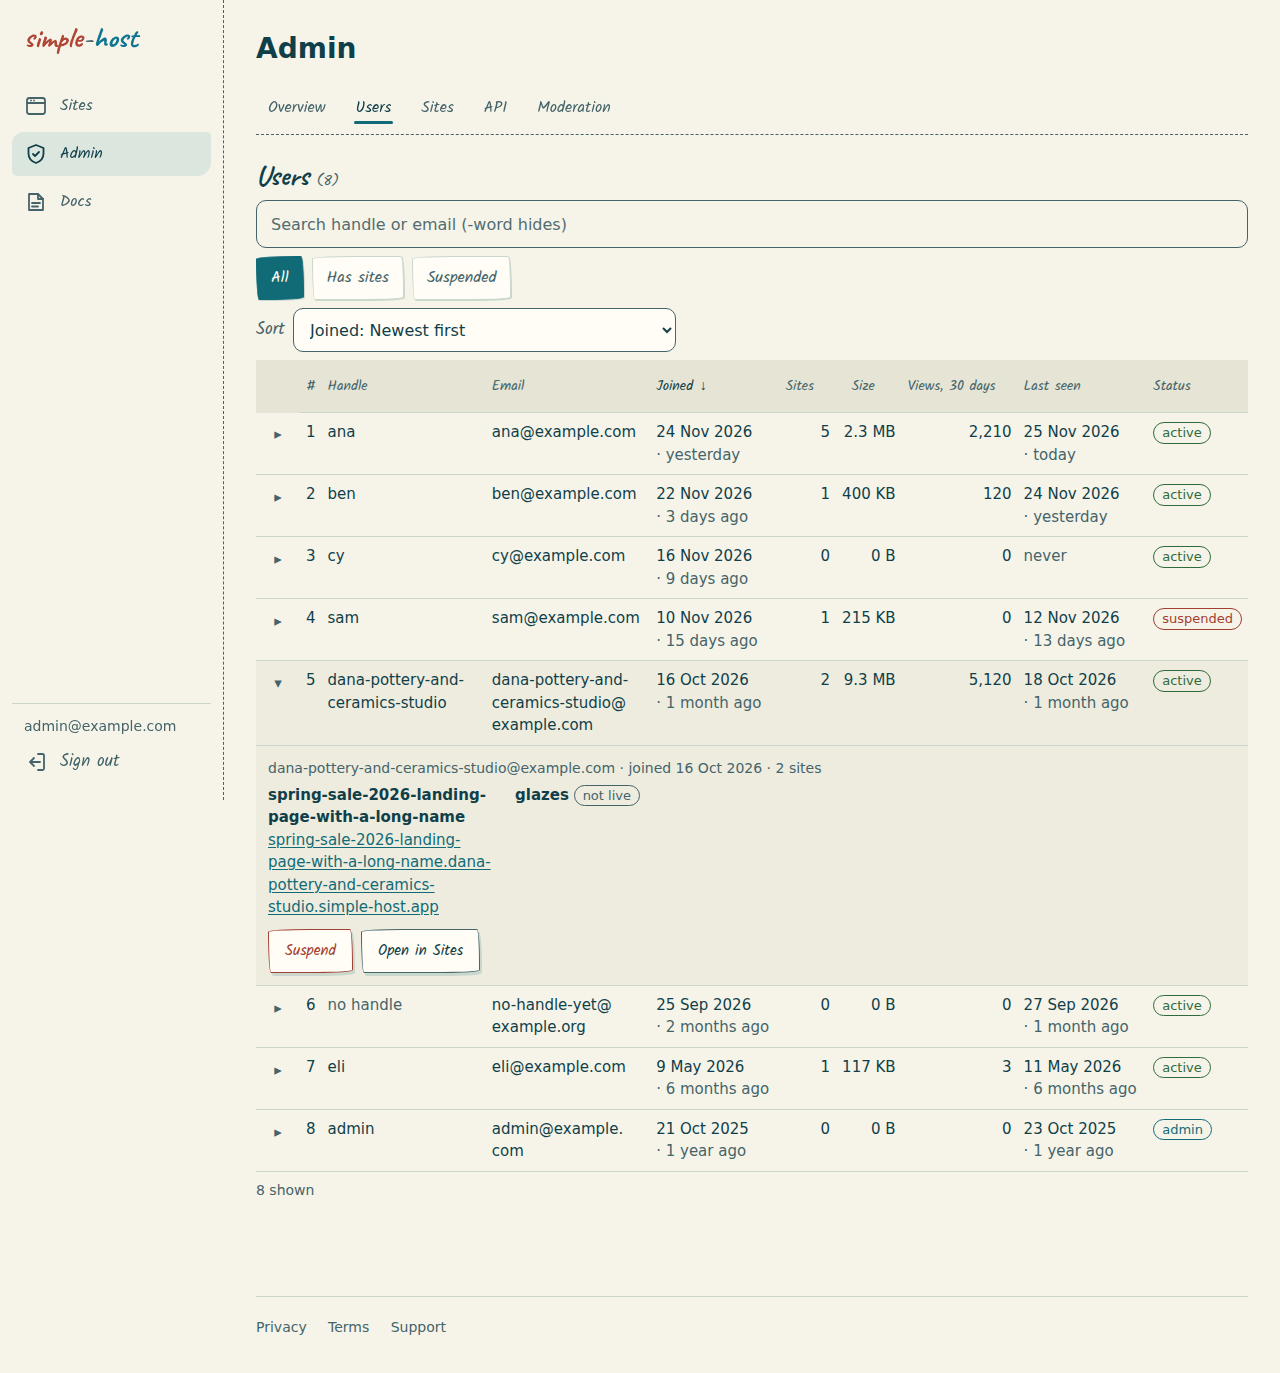 simple-host
Sites
Admin
Docs
admin@example.com
Sign out
Admin
Overview Users Sites API Moderation
Users (8)
Search handle or email (-word hides)
All Has sites Suspended
Sort Joined: Newest first
# Handle Email Joined ↓ Sites Size Views, 30 days Last seen Status
▸ 1 ana ana@example.com 24 Nov 2026 5 2.3 MB 2,210 25 Nov 2026 active
· yesterday · today
▸ 2 ben ben@example.com 22 Nov 2026 1 400 KB 120 24 Nov 2026 active
· 3 days ago · yesterday
▸ 3 cy cy@example.com 16 Nov 2026 0 0 B 0 never active
· 9 days ago
▸ 4 sam sam@example.com 10 Nov 2026 1 215 KB 0 12 Nov 2026 suspended
· 15 days ago · 13 days ago
▾ 5 dana-pottery-and- dana-pottery-and- 16 Oct 2026 2 9.3 MB 5,120 18 Oct 2026 active
ceramics-studio ceramics-studio@ · 1 month ago · 1 month ago
example.com
dana-pottery-and-ceramics-studio@example.com · joined 16 Oct 2026 · 2 sites
spring-sale-2026-landing- glazes not live
page-with-a-long-name
spring-sale-2026-landing-
page-with-a-long-name.dana-
pottery-and-ceramics-
studio.simple-host.app
Suspend Open in Sites
▸ 6 no handle no-handle-yet@ 25 Sep 2026 0 0 B 0 27 Sep 2026 active
example.org · 2 months ago · 1 month ago
▸ 7 eli eli@example.com 9 May 2026 1 117 KB 3 11 May 2026 active
· 6 months ago · 6 months ago
▸ 8 admin admin@example. 21 Oct 2025 0 0 B 0 23 Oct 2025 admin
com · 1 year ago · 1 year ago
8 shown
Privacy Terms Support